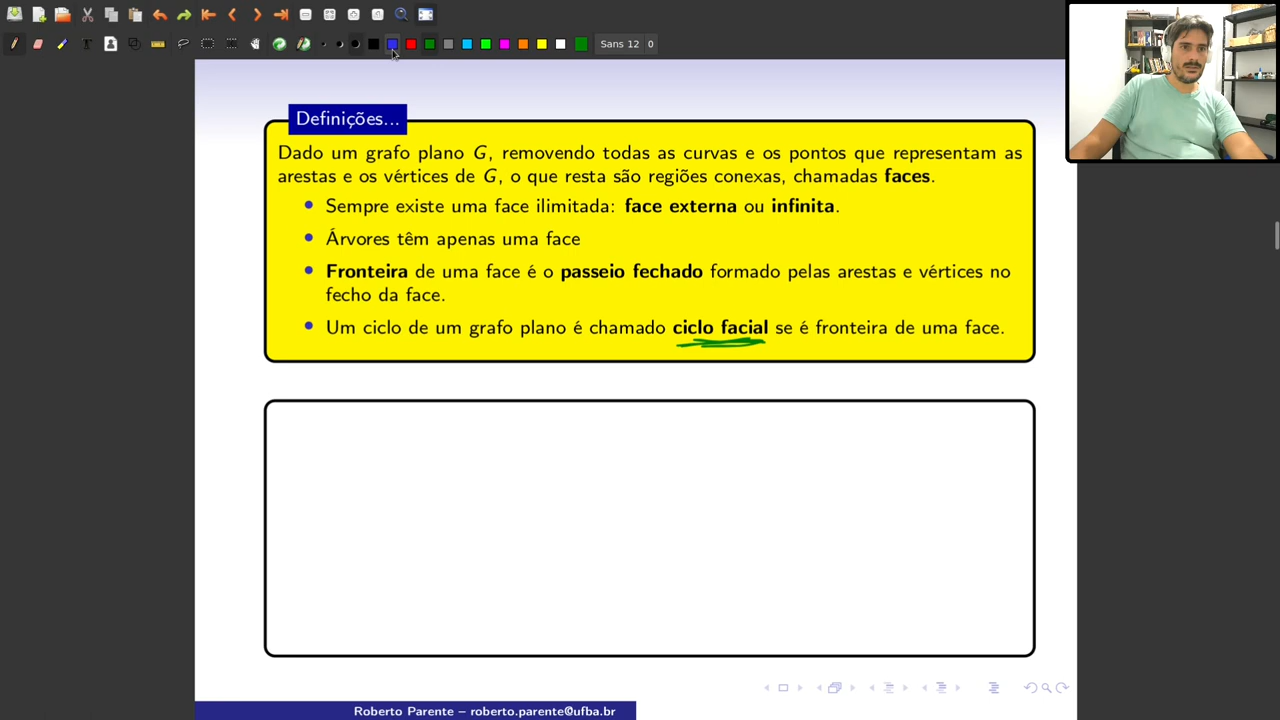 Sans 12 0
Definições...
Dado um grafo plano G, removendo todas as curvas e os pontos que representam as
arestas e os vértices de G, o que resta são regiões conexas, chamadas faces.
Sempre existe uma face ilimitada: face externa ou infinita.
Árvores têm apenas uma face
Fronteira de uma face é o passeio fechado formado pelas arestas e vértices no
fecho da face.
Um ciclo de um grafo plano é chamado ciclo facial se é fronteira de uma face.
Roberto Parente – roberto.parente@ufba.br